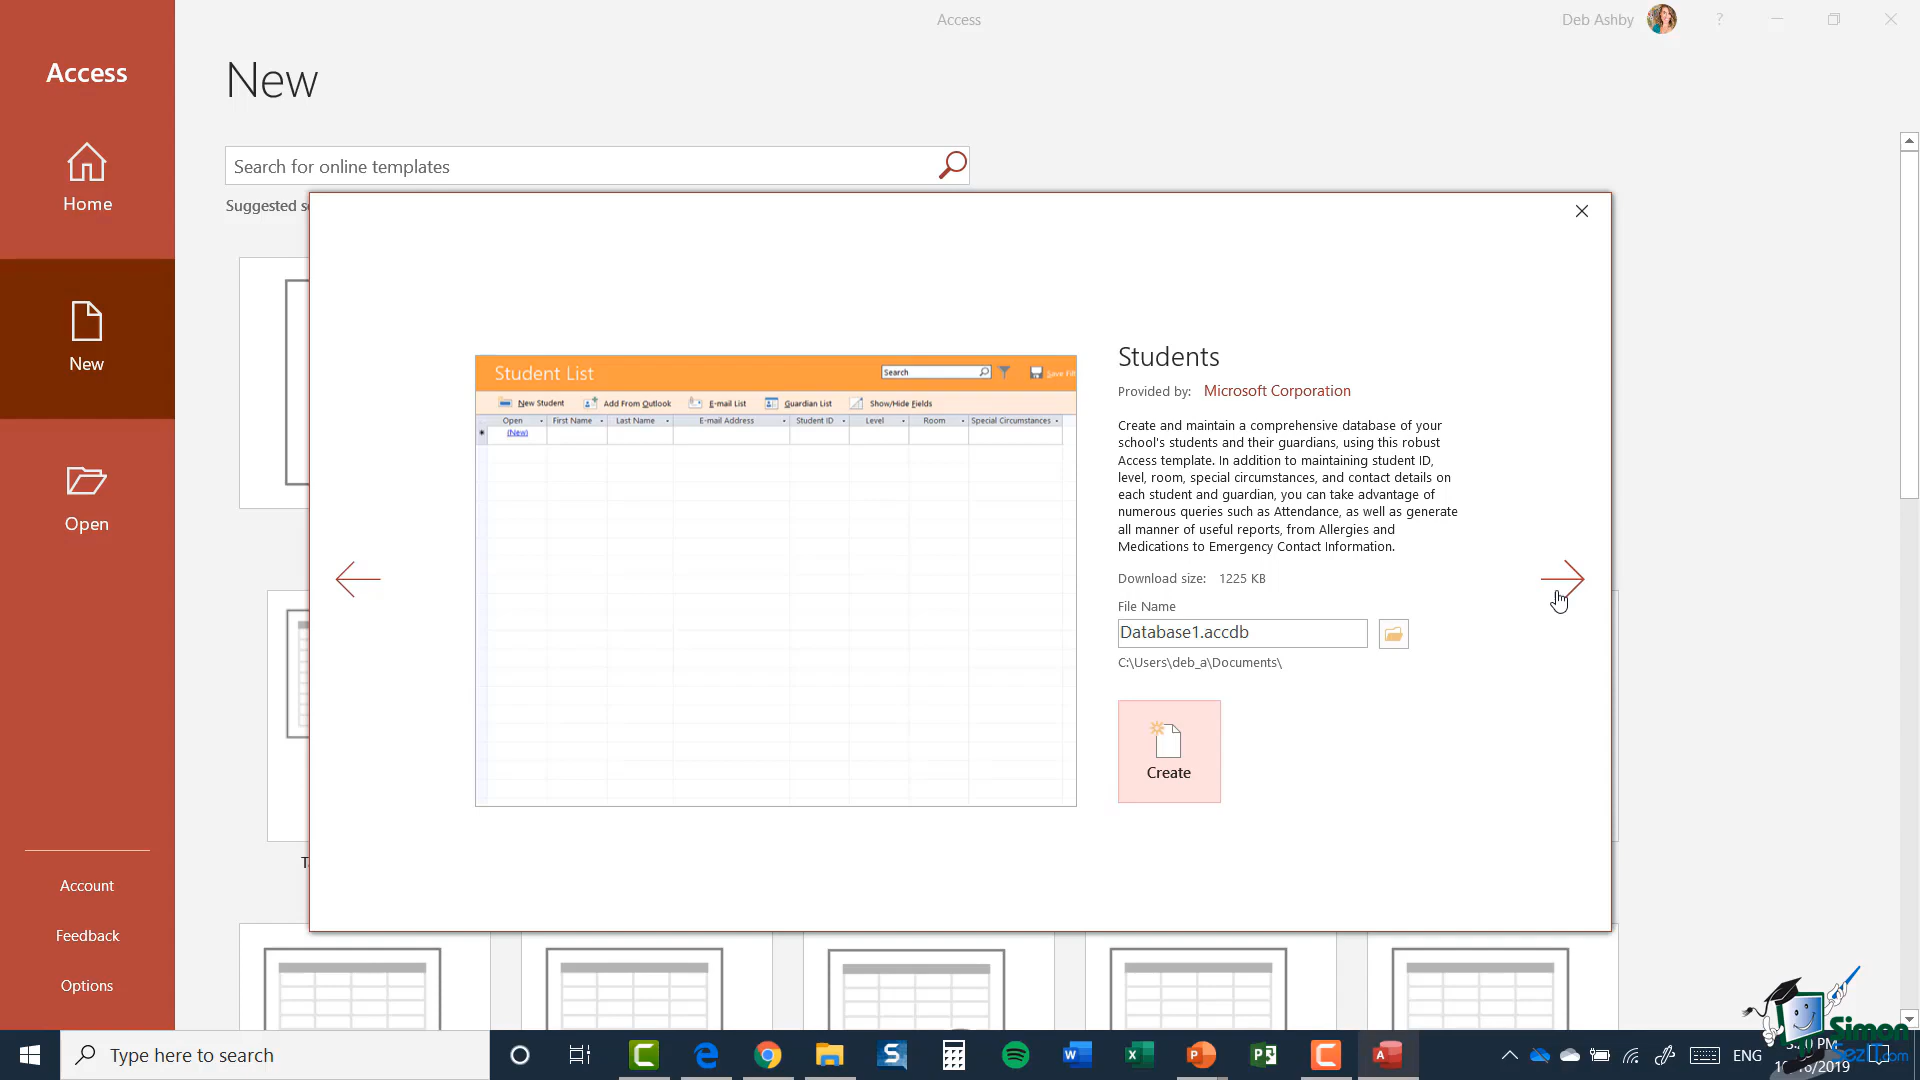 Access
Deb Ashby
?
Access
New
Search for online templates
Suggested s
Home
New
Open
Account
Feedback
Options
Student List
Search
New Student
Add From Outlook
E-mail List
Guardian List
Show/Hide Fields
Open
First Name
Last Name
E-mail Address
Student ID
Level
Room
Special Circumstances
(New)
Students
Provided by: Microsoft Corporation
Create and maintain a comprehensive database of your
school's students and their guardians, using this robust
Access template. In addition to maintaining student ID,
level, room, special circumstances, and contact details on
each student and guardian, you can take advantage of
numerous queries such as Attendance, as well as generate
all manner of useful reports, from Allergies and
Medications to Emergency Contact Information.
Download size: 1225 KB
File Name
Database1.accdb
C:\Users\deb_a\Documents\
Create
Type here to search
ENG
PM
Simon
SezIT.com